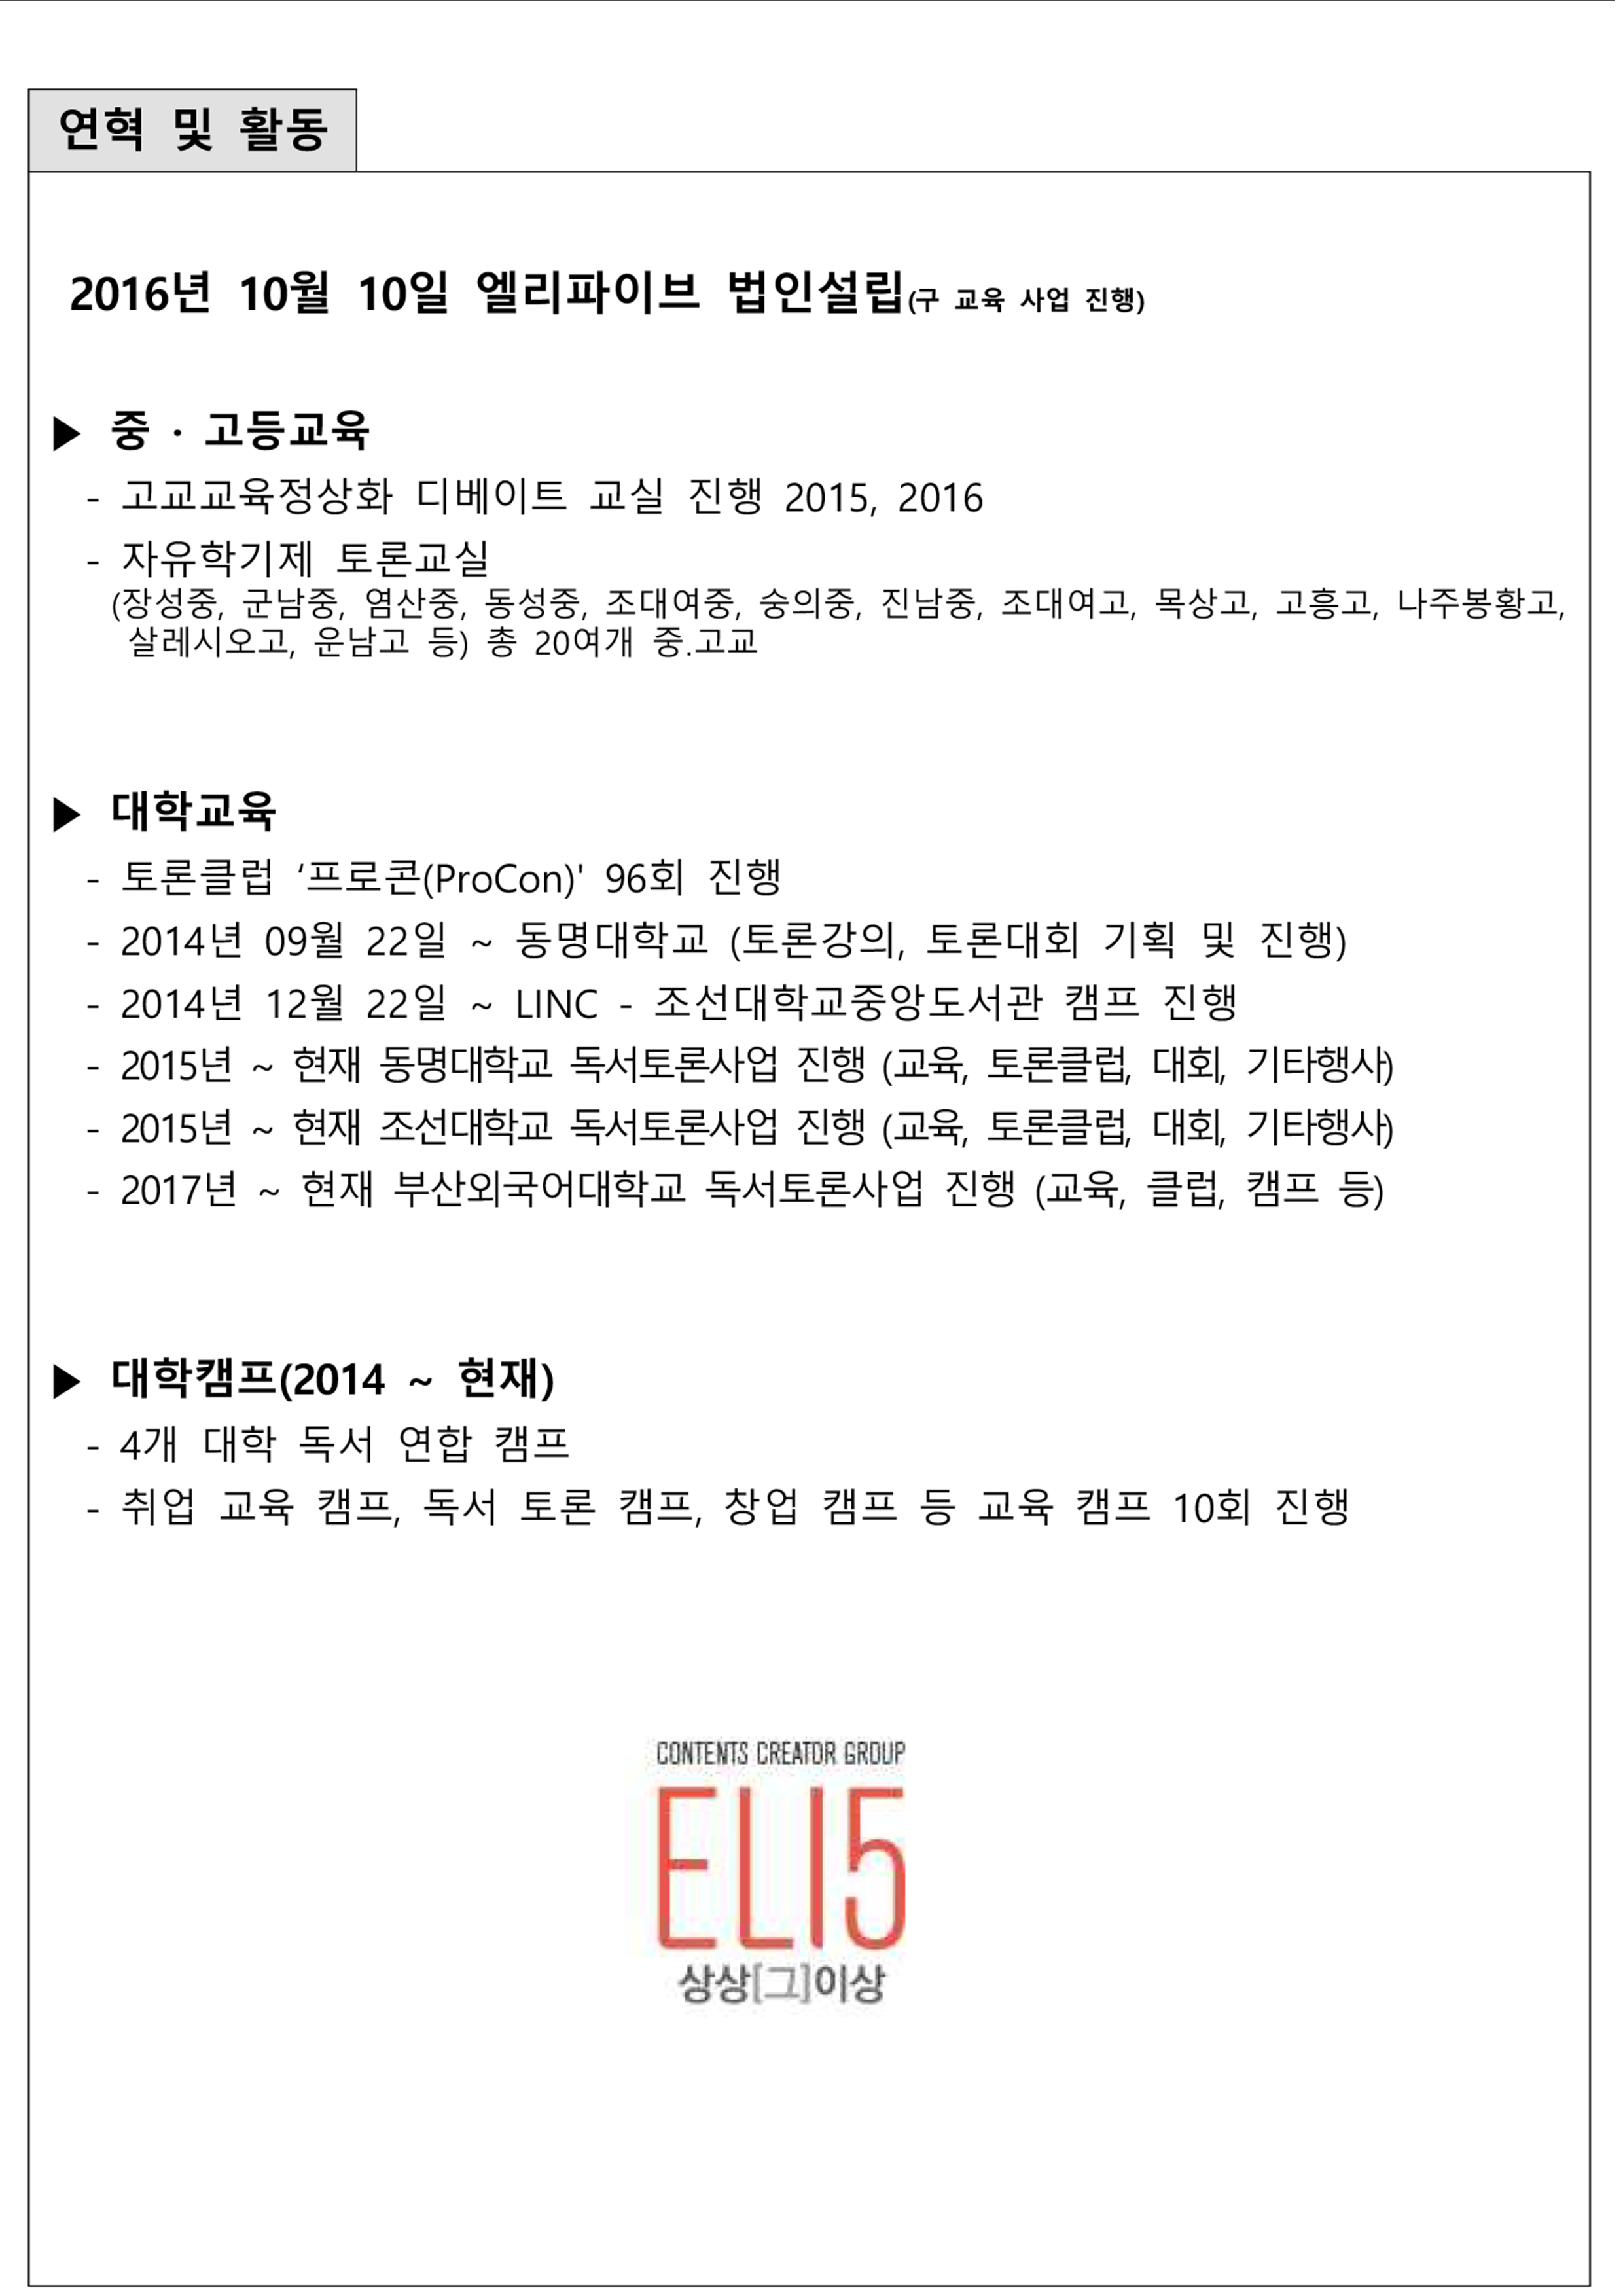 연혁 및 활동
2016년 10월 10일 엘리파이브 법인설립(구 교육 사업 진행)
▶ 중 · 고등교육
- 고교교육정상화 디베이트 교실 진행 2015, 2016
- 자유학기제 토론교실
(장성중, 군남중, 염산중, 동성중, 조대여중, 숭의중, 진남중, 조대여고, 목상고, 고흥고, 나주봉황고,
살레시오고, 운남고 등) 총 20여개 중.고교
▶ 대학교육
- 토론클럽 ‘프로콘(ProCon)' 96회 진행
- 2014년 09월 22일 ~ 동명대학교 (토론강의, 토론대회 기획 및 진행)
- 2014년 12월 22일 ~ LINC - 조선대학교중앙도서관 캠프 진행
- 2015년 ~ 현재 동명대학교 독서토론사업 진행 (교육, 토론클럽, 대회, 기타행사)
- 2015년 ~ 현재 조선대학교 독서토론사업 진행 (교육, 토론클럽, 대회, 기타행사)
- 2017년 ~ 현재 부산외국어대학교 독서토론사업 진행 (교육, 클럽, 캠프 등)
▶ 대학캠프(2014 ~ 현재)
- 4개 대학 독서 연합 캠프
- 취업 교육 캠프, 독서 토론 캠프, 창업 캠프 등 교육 캠프 10회 진행
CONTENTS CREATOR GROUP
ELI5
상상[그]이상